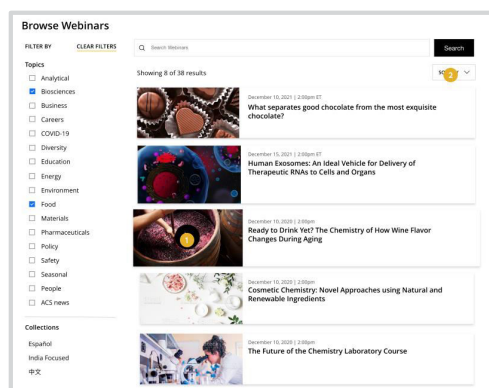 Browse Webinars
FILTER BY CLEAR FILTERS
Search Webinars
Search
Topics
Analytical
Biosciences
Business
Careers
COVID-19
Diversity
Education
Energy
Environment
Food
Materials
Pharmaceuticals
Policy
Safety
Seasonal
People
ACS news
Collections
Español
India Focused
中文
Showing 8 of 38 results
2
December 10, 2021 | 2:00pm ET
What separates good chocolate from the most exquisite
chocolate?
December 15, 2021 | 2:00pm ET
Human Exosomes: An Ideal Vehicle for Delivery of
Therapeutic RNAs to Cells and Organs
1
December 10, 2020 | 2:00pm
Ready to Drink Yet? The Chemistry of How Wine Flavor
Changes During Aging
December 10, 2020 | 2:00pm
Cosmetic Chemistry: Novel Approaches using Natural and
Renewable Ingredients
December 10, 2020 | 2:00pm
The Future of the Chemistry Laboratory Course